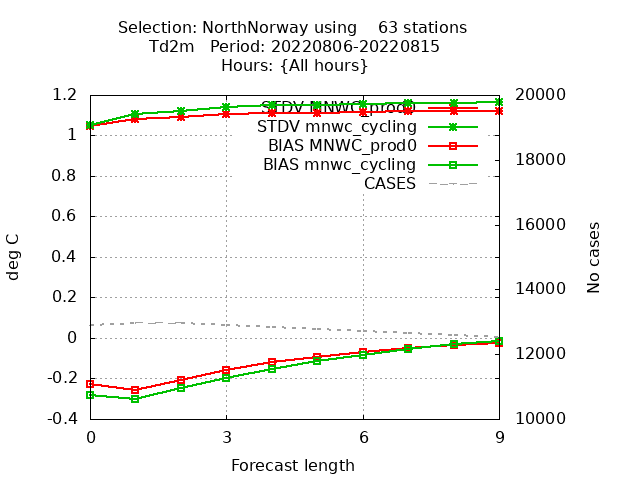 Selection: NorthNorway using 63 stations
Td2m Period: 20220806-20220815
Hours: {All hours}
1.2
1
0.8
0.6
0.4
0.2
0
-0.2
-0.4
deg C
STDV MNWC_prod0
STDV mnwc_cycling
BIAS MNWC_prod0
BIAS mnwc_cycling
CASES
20000
18000
16000
14000
12000
10000
No cases
0 3 6 9
Forecast length